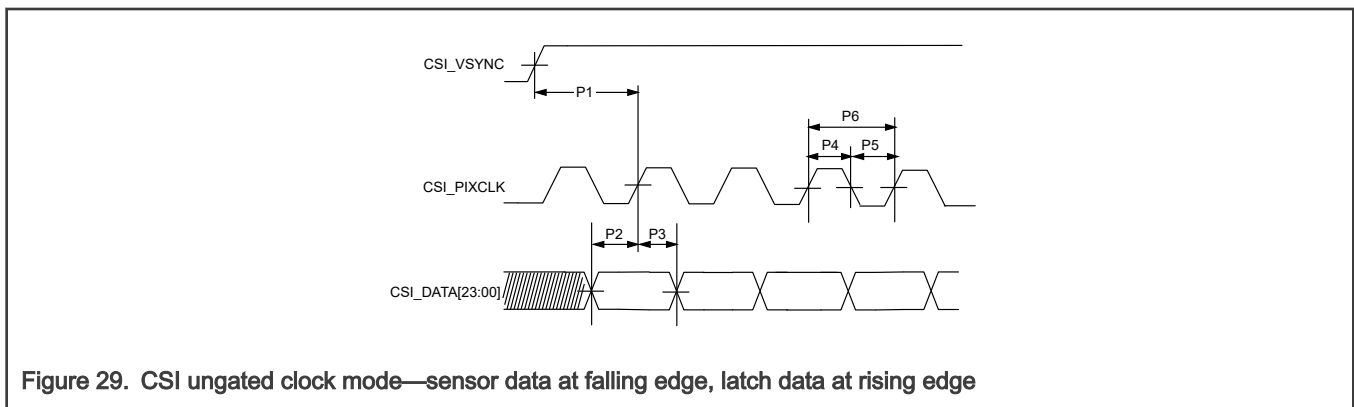 CSI_VSYNC
P1
P6
P4 P5
CSI_PIXCLK
P2 P3
CSI_DATA[23:00]
Figure 29. CSI ungated clock mode—sensor data at falling edge, latch data at rising edge